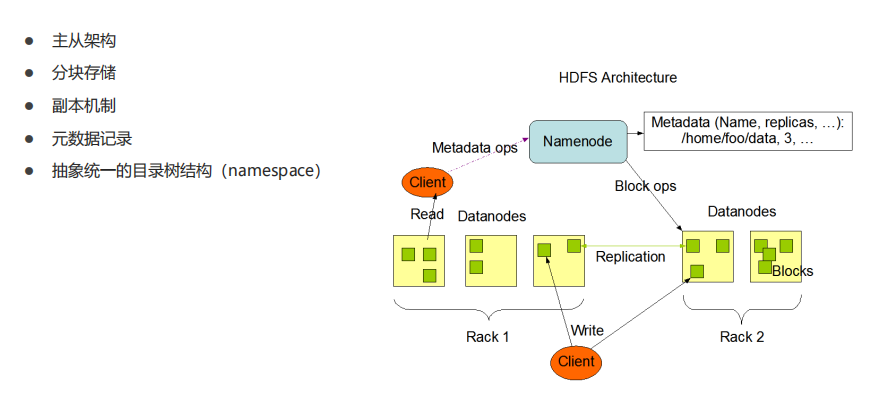 ● 主从架构
● 分块存储
● 副本机制
● 元数据记录
● 抽象统一的目录树结构（namespace）
HDFS Architecture
Metadata (Name, replicas, ...):
/home/foo/data, 3, ...
Namenode
Metadata ops
Client
Block ops
Read
Datanodes
Datanodes
Replication
Blocks
Write
Rack 1
Rack 2
Client